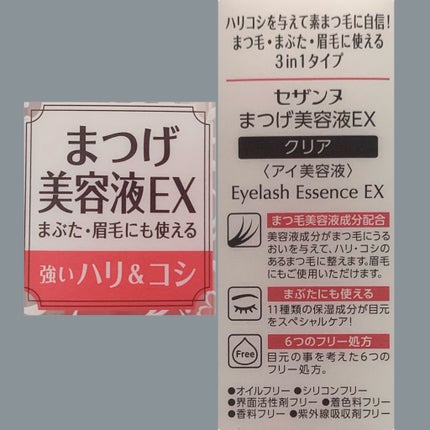 まつげ
美容液EX
まぶた・眉毛にも使える
強いハリ&コシ
ハリコシを与えて素まつ毛に自信!
まつ毛・まぶた・眉毛に使える
3in1タイプ
セザンヌ
まつげ美容液EX
クリア
〈アイ美容液〉
Eyelash Essence EX
まつ毛美容液成分配合
美容液成分がまつ毛にうる
おいを与えて、ハリ・コシの
あるまつ毛に整えます。眉毛
にもご使用いただけます。
まぶたにも使える
11種類の保湿成分が目元
をスペシャルケア!
6つのフリー処方
Free
目元の事を考えた6つの
フリー処方。
●オイルフリー ●シリコンフリー
●界面活性剤フリー ●着色料フリー
●香料フリー ●紫外線吸収剤フリー